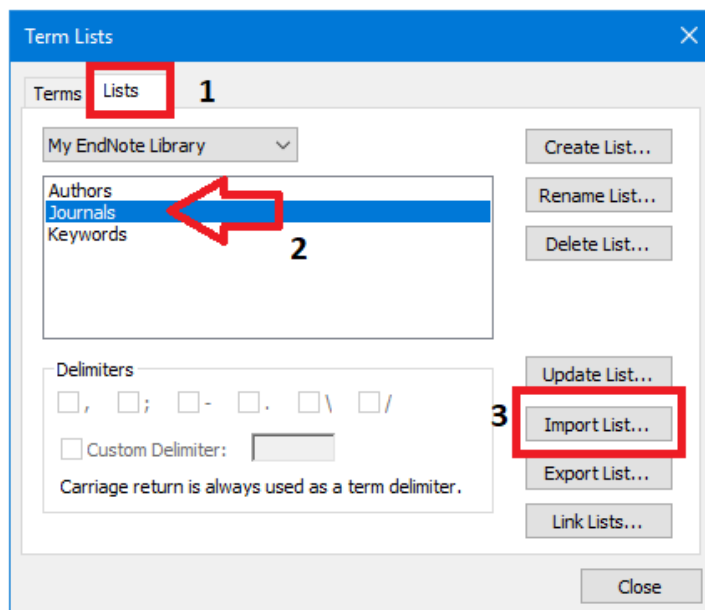 Term Lists
Terms Lists 1
My EndNote Library
Create List...
Authors
Journals
Keywords
2
Rename List...
Delete List...
Delimiters
, ; - . \ /
Custom Delimiter:
Carriage return is always used as a term delimiter.
Update List...
3 Import List...
Export List...
Link Lists...
Close